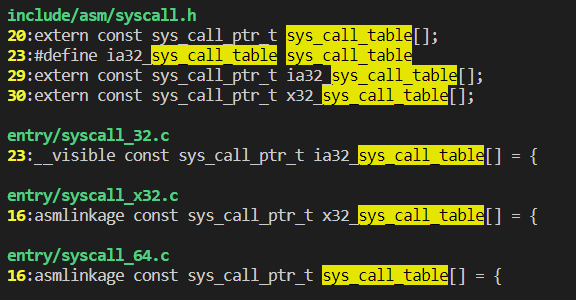 include/asm/syscall.h
20:extern const sys_call_ptr_t sys_call_table[];
23:#define ia32_sys_call_table sys_call_table
29:extern const sys_call_ptr_t ia32_sys_call_table[];
30:extern const sys_call_ptr_t x32_sys_call_table[];
entry/syscall_32.c
23:__visible const sys_call_ptr_t ia32_sys_call_table[] = {
entry/syscall_x32.c
16:asmlinkage const sys_call_ptr_t x32_sys_call_table[] = {
entry/syscall_64.c
16:asmlinkage const sys_call_ptr_t sys_call_table[] = {